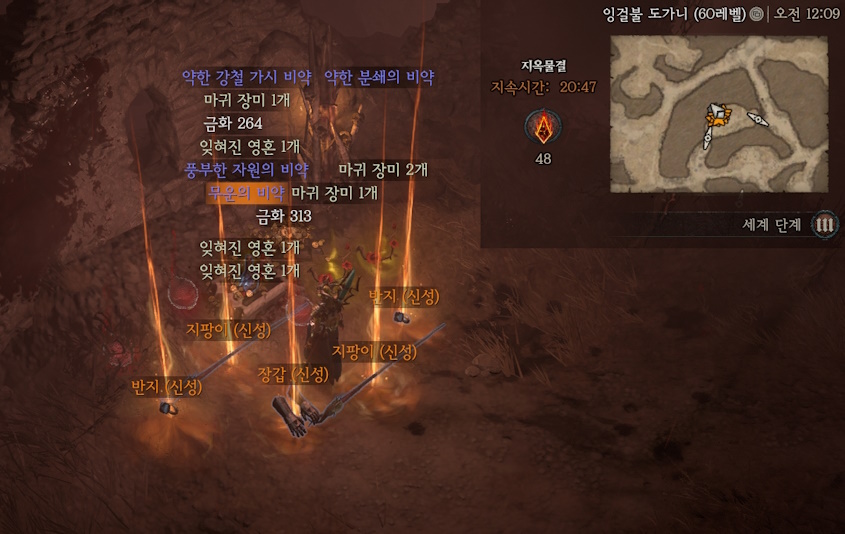 잉걸불 도가니 (60레벨) 오전 12:09
지옥물결
지속시간: 20:47
48
세계 단계 III
약한 강철 가시 비약 약한 분쇄의 비약
마귀 장미 1개
금화 264
잊혀진 영혼 1개
풍부한 자원의 비약 마귀 장미 2개
무운의 비약 마귀 장미 1개
금화 313
잊혀진 영혼 1개
잊혀진 영혼 1개
반지 (신성)
지팡이 (신성)
지팡이 (신성)
장갑 (신성)
반지 (신성)